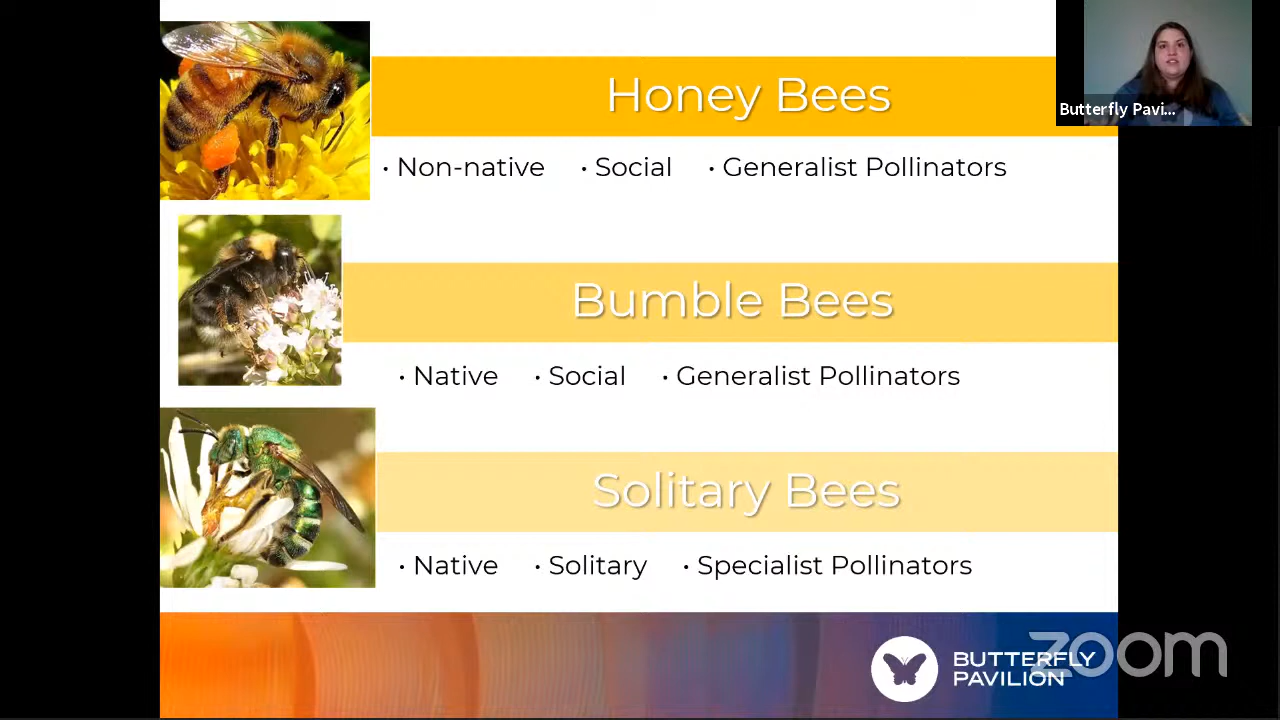 Honey Bees
Butterfly Pavi...
• Non-native • Social • Generalist Pollinators
Bumble Bees
• Native • Social • Generalist Pollinators
Solitary Bees
• Native • Solitary • Specialist Pollinators
BUTTERFLY
PAVILION
zoom